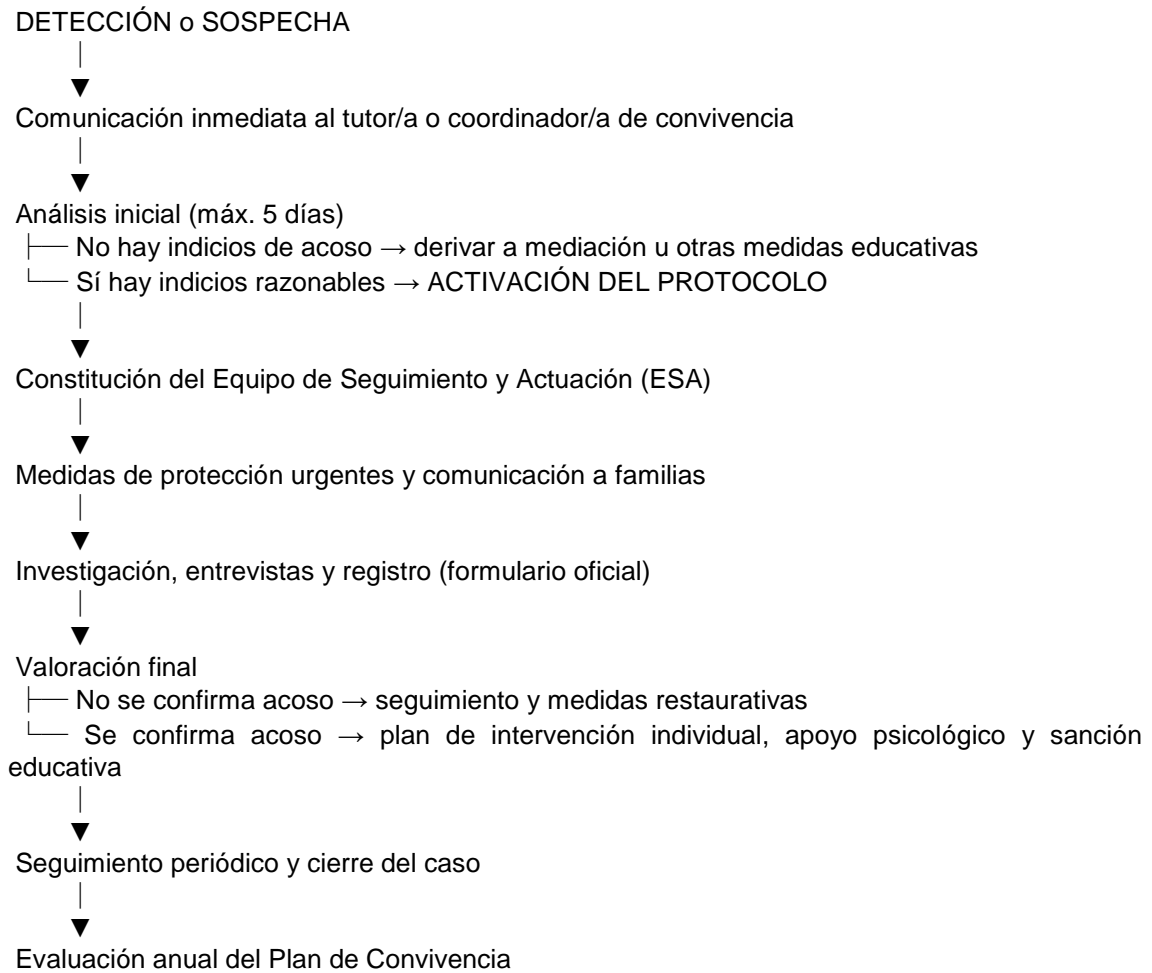 DETECCIÓN o SOSPECHA
│
▼
Comunicación inmediata al tutor/a o coordinador/a de convivencia
│
▼
Análisis inicial (máx. 5 días)
├── No hay indicios de acoso → derivar a mediación u otras medidas educativas
└── Sí hay indicios razonables → ACTIVACIÓN DEL PROTOCOLO
│
▼
Constitución del Equipo de Seguimiento y Actuación (ESA)
│
▼
Medidas de protección urgentes y comunicación a familias
│
▼
Investigación, entrevistas y registro (formulario oficial)
│
▼
Valoración final
├── No se confirma acoso → seguimiento y medidas restaurativas
└── Se confirma acoso → plan de intervención individual, apoyo psicológico y sanción
educativa
│
▼
Seguimiento periódico y cierre del caso
│
▼
Evaluación anual del Plan de Convivencia